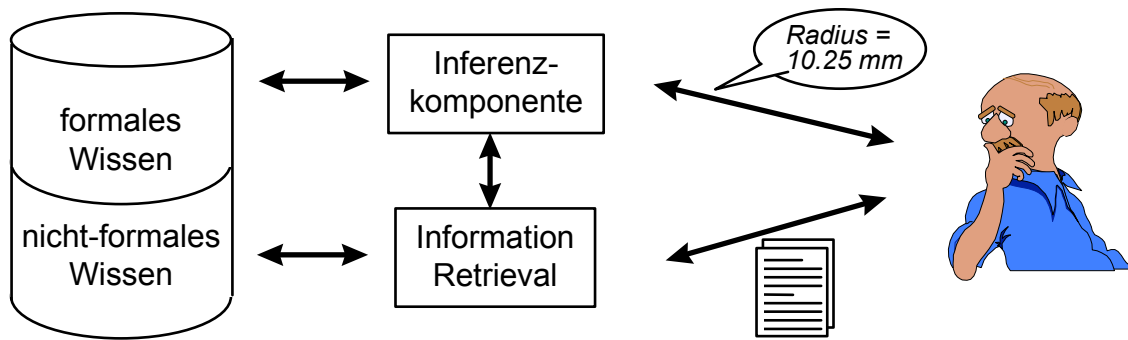 formales
Wissen
nicht-formales
Wissen
Inferenz-
komponente
Information
Retrieval
Radius =
10.25 mm